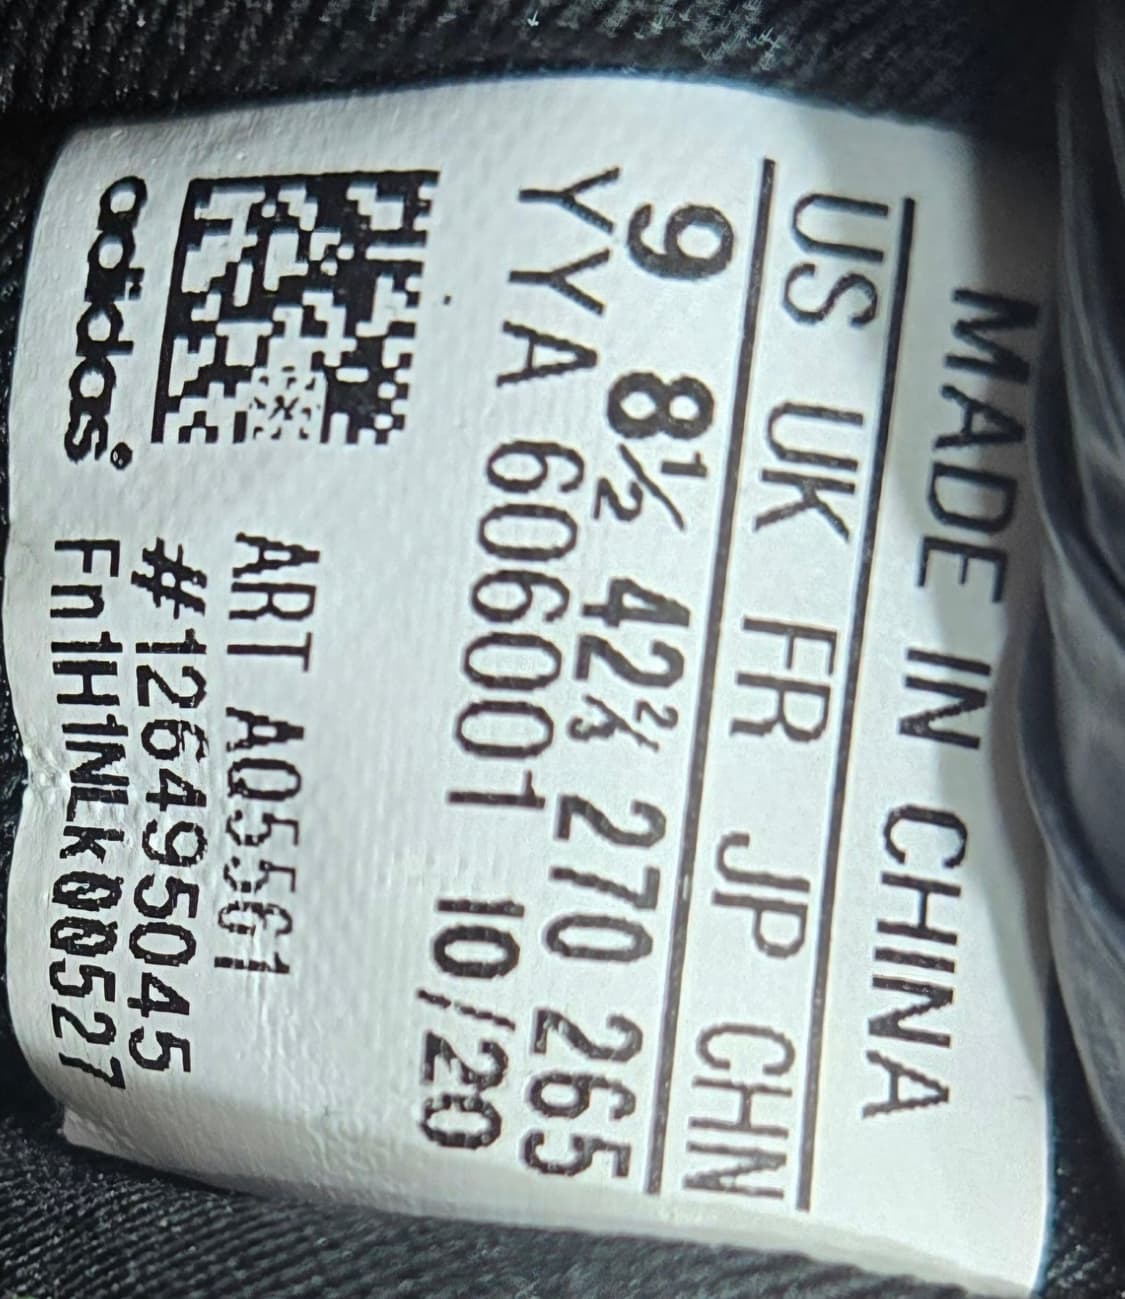 MADE IN CHINA
US UK FR JP CHN
9 8½ 42⅔ 270 265
YYA 606001 10/20
ART AQ5561
#126495045
Fn1H1NLk00527
adidas